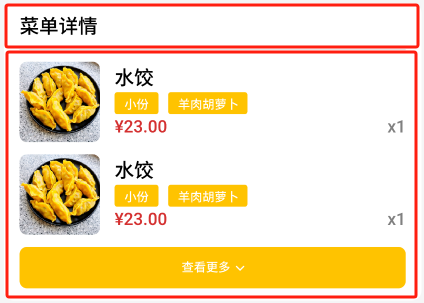 菜单详情
水饺
小份 羊肉胡萝卜
¥23.00 x1
水饺
小份 羊肉胡萝卜
¥23.00 x1
查看更多